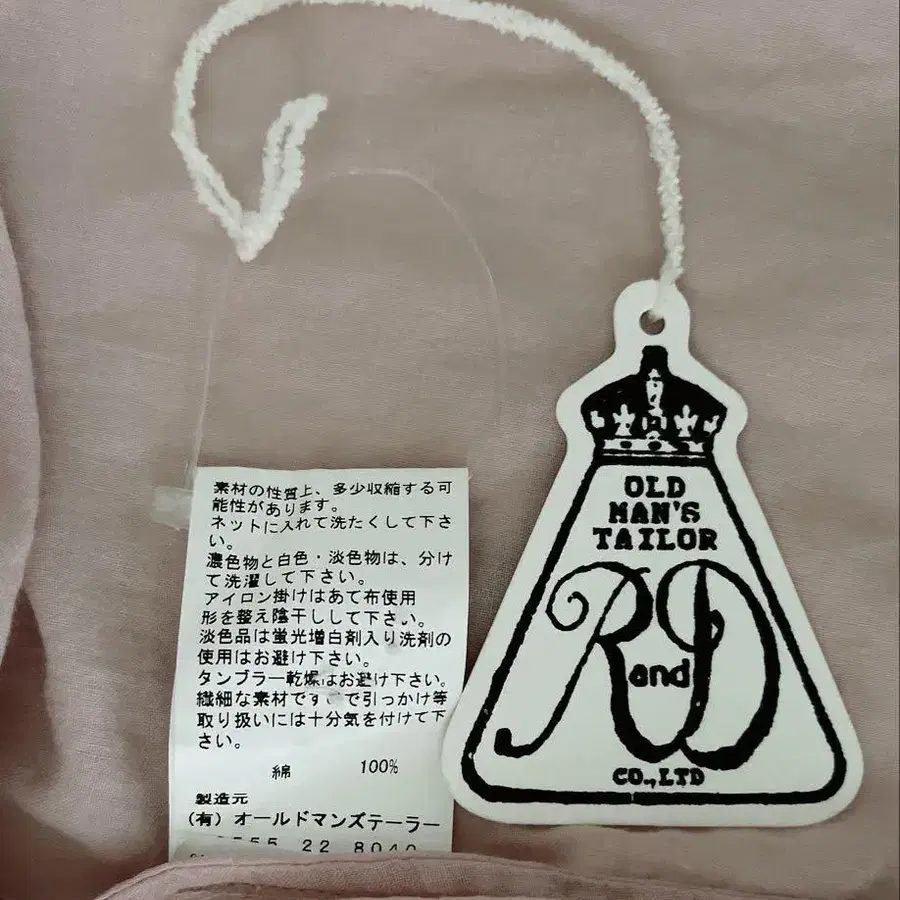 素材の性質上、多少収縮する可
能性があります。
ネットに入れて洗たくして下さ
い。
濃色物と白色・淡色物は、分け
て洗濯して下さい。
アイロン掛けはあて布使用
形を整え陰干しして下さい。
淡色品は蛍光増白剤入り洗剤の
使用はお避け下さい。
タンブラー乾燥はお避け下さい。
繊細な素材です で引っかけ等
取り扱いには十分気を付けて下
さい。
綿 100%
製造元
(有) オールドマンズテーラー
22 8040
OLD
MAN'S
TAILOR
R and D
CO.,LTD